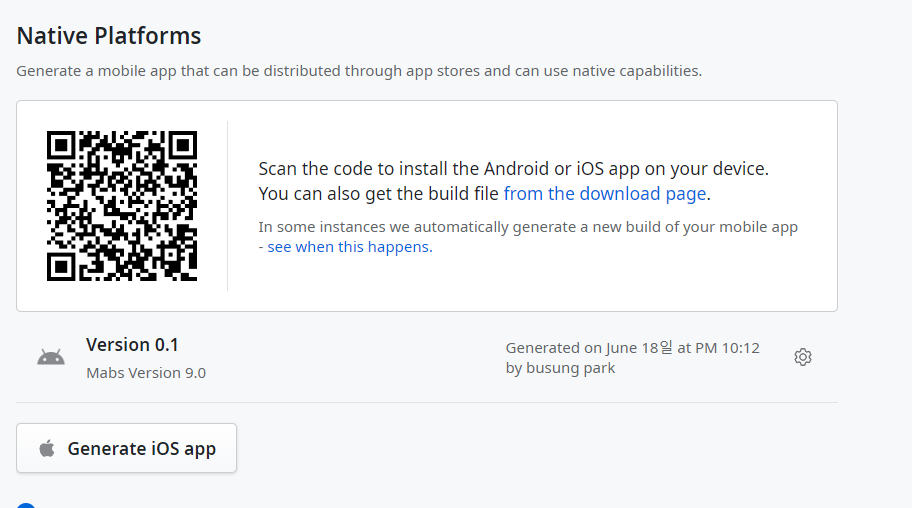 Native Platforms
Generate a mobile app that can be distributed through app stores and can use native capabilities.
Scan the code to install the Android or iOS app on your device.
You can also get the build file from the download page.
In some instances we automatically generate a new build of your mobile app
- see when this happens.
Version 0.1
Mabs Version 9.0
Generated on June 18일 at PM 10:12
by busung park
Generate iOS app